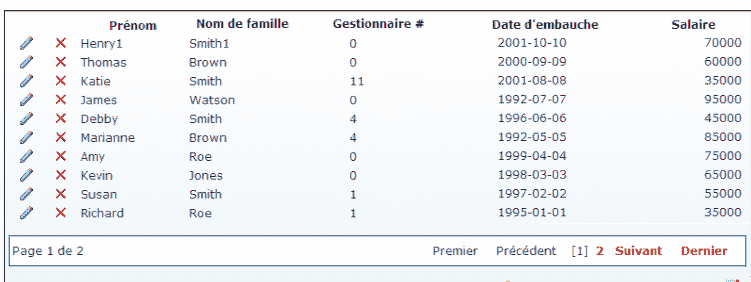 Prénom Nom de famille Gestionnaire # Date d'embauche Salaire
Henry1 Smith1 0 2001-10-10 70000
Thomas Brown 0 2000-09-09 60000
Katie Smith 11 2001-08-08 35000
James Watson 0 1992-07-07 95000
Debby Smith 4 1996-06-06 45000
Marianne Brown 4 1992-05-05 85000
Amy Roe 0 1999-04-04 75000
Kevin Jones 0 1998-03-03 65000
Susan Smith 1 1997-02-02 55000
Richard Roe 1 1995-01-01 35000
Page 1 de 2 Premier Précédent [1] 2 Suivant Dernier